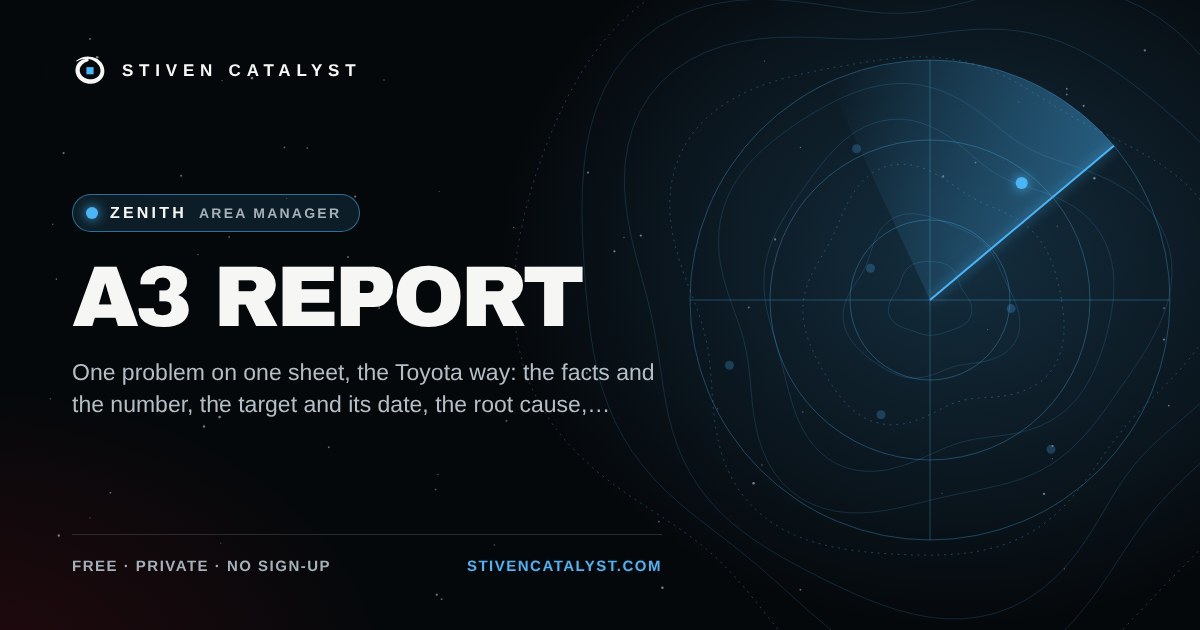 STIVEN CATALYST
ZENITH AREA MANAGER
A3 REPORT
One problem on one sheet, the Toyota way: the facts and
the number, the target and its date, the root cause,…
FREE · PRIVATE · NO SIGN-UP
STIVENCATALYST.COM